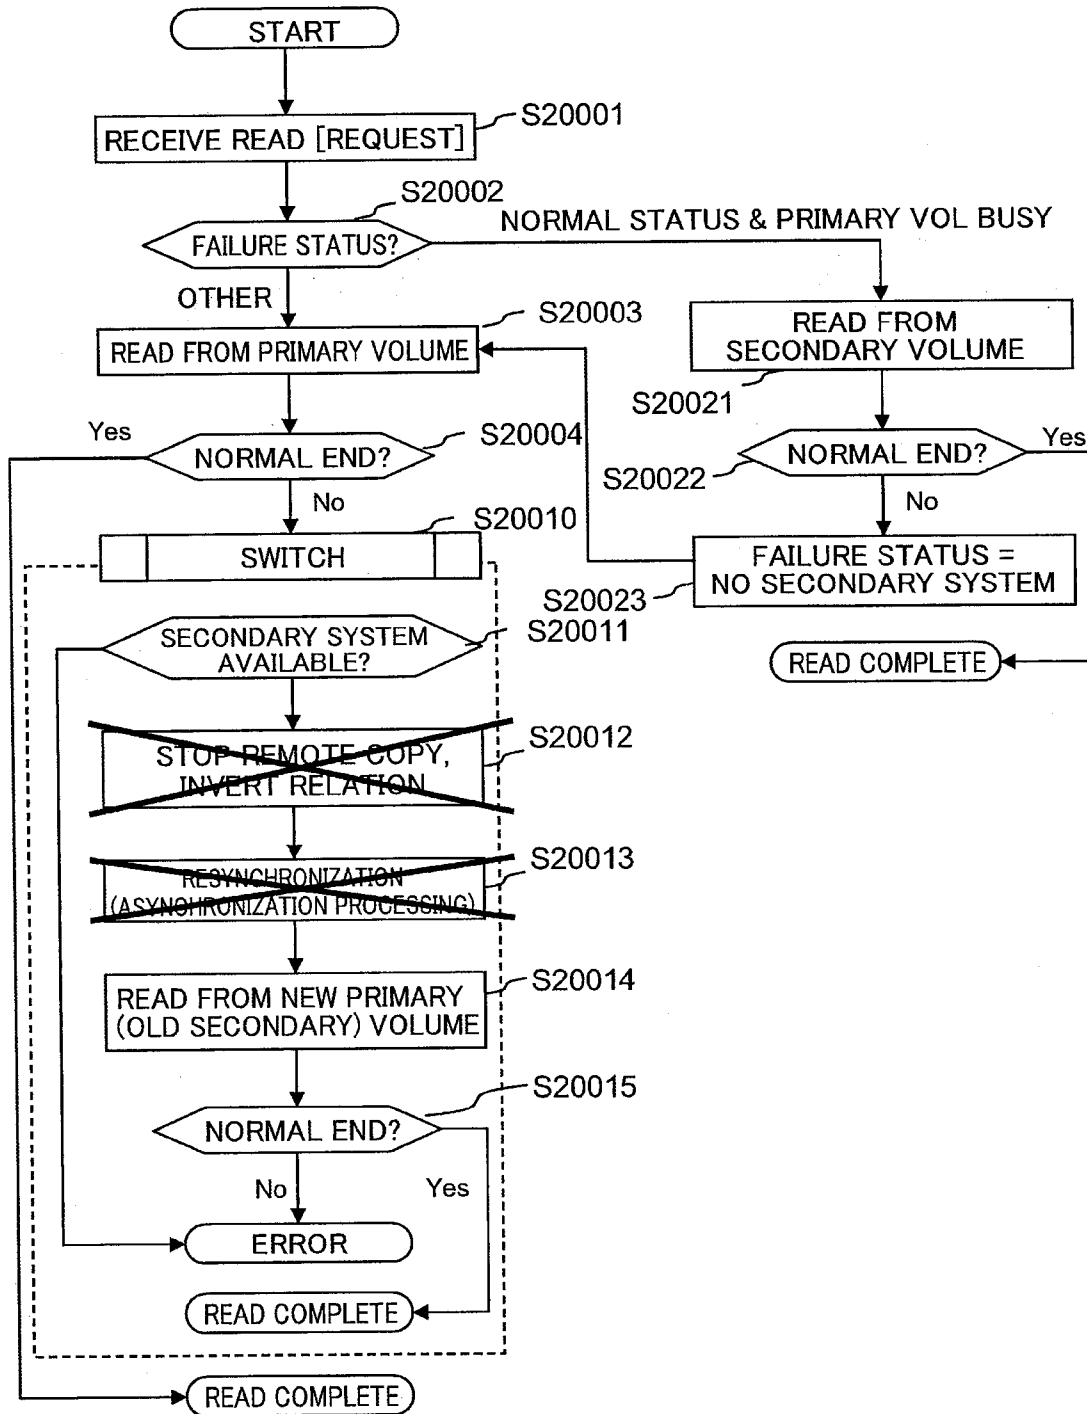 START
S20001
RECEIVE READ [REQUEST]
S20002
FAILURE STATUS?
NORMAL STATUS & PRIMARY VOL BUSY
OTHER
S20003
READ FROM PRIMARY VOLUME
READ FROM
SECONDARY VOLUME
S20021
Yes
NORMAL END?
S20004
No
NORMAL END?
Yes
S20022
No
S20010
SWITCH
FAILURE STATUS =
NO SECONDARY SYSTEM
S20023
SECONDARY SYSTEM
AVAILABLE?
S20011
READ COMPLETE
STOP REMOTE COPY,
INVERT RELATION
S20012
RESYNCHRONIZATION
(ASYNCHRONIZATION PROCESSING)
S20013
READ FROM NEW PRIMARY
(OLD SECONDARY) VOLUME
S20014
NORMAL END?
S20015
No
Yes
ERROR
READ COMPLETE
READ COMPLETE